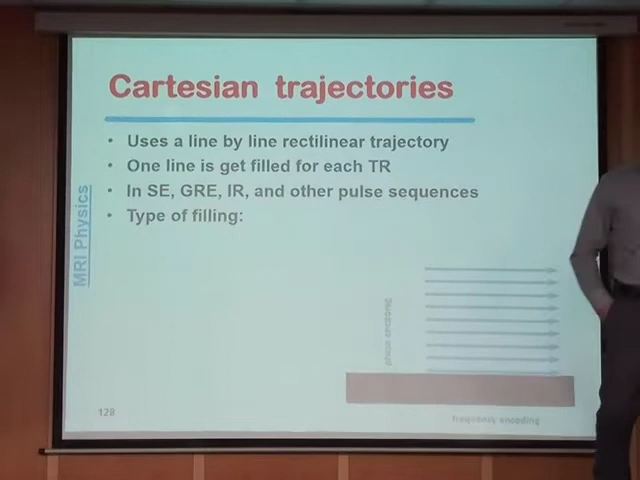 Cartesian trajectories
• Uses a line by line rectilinear trajectory
• One line is get filled for each TR
• In SE, GRE, IR, and other pulse sequences
• Type of filling:
MRI Physics
phase encoding
frequency encoding
128